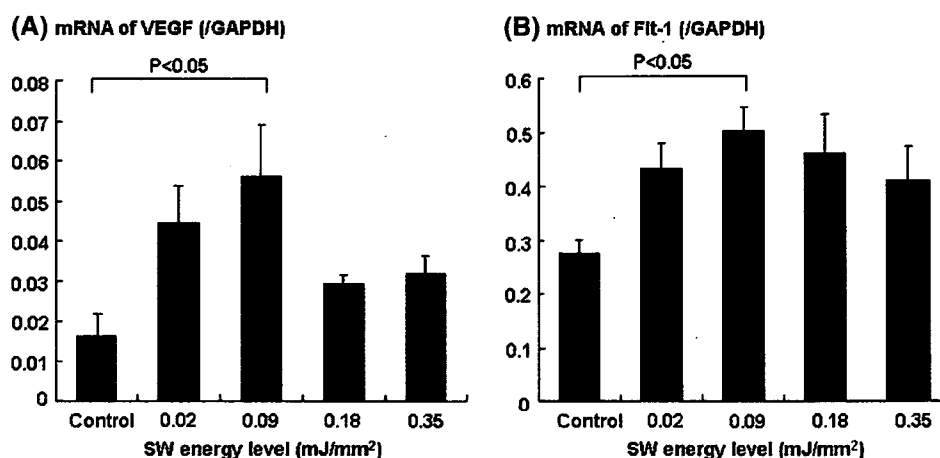 (A) mRNA of VEGF (/GAPDH)
P<0.05
0.08
0.07
0.06
0.05
0.04
0.03
0.02
0.01
0
Control 0.02 0.09 0.18 0.35
SW energy level (mJ/mm²)
(B) mRNA of Flt-1 (/GAPDH)
P<0.05
0.6
0.5
0.4
0.3
0.2
0.1
0
Control 0.02 0.09 0.18 0.35
SW energy level (mJ/mm²)